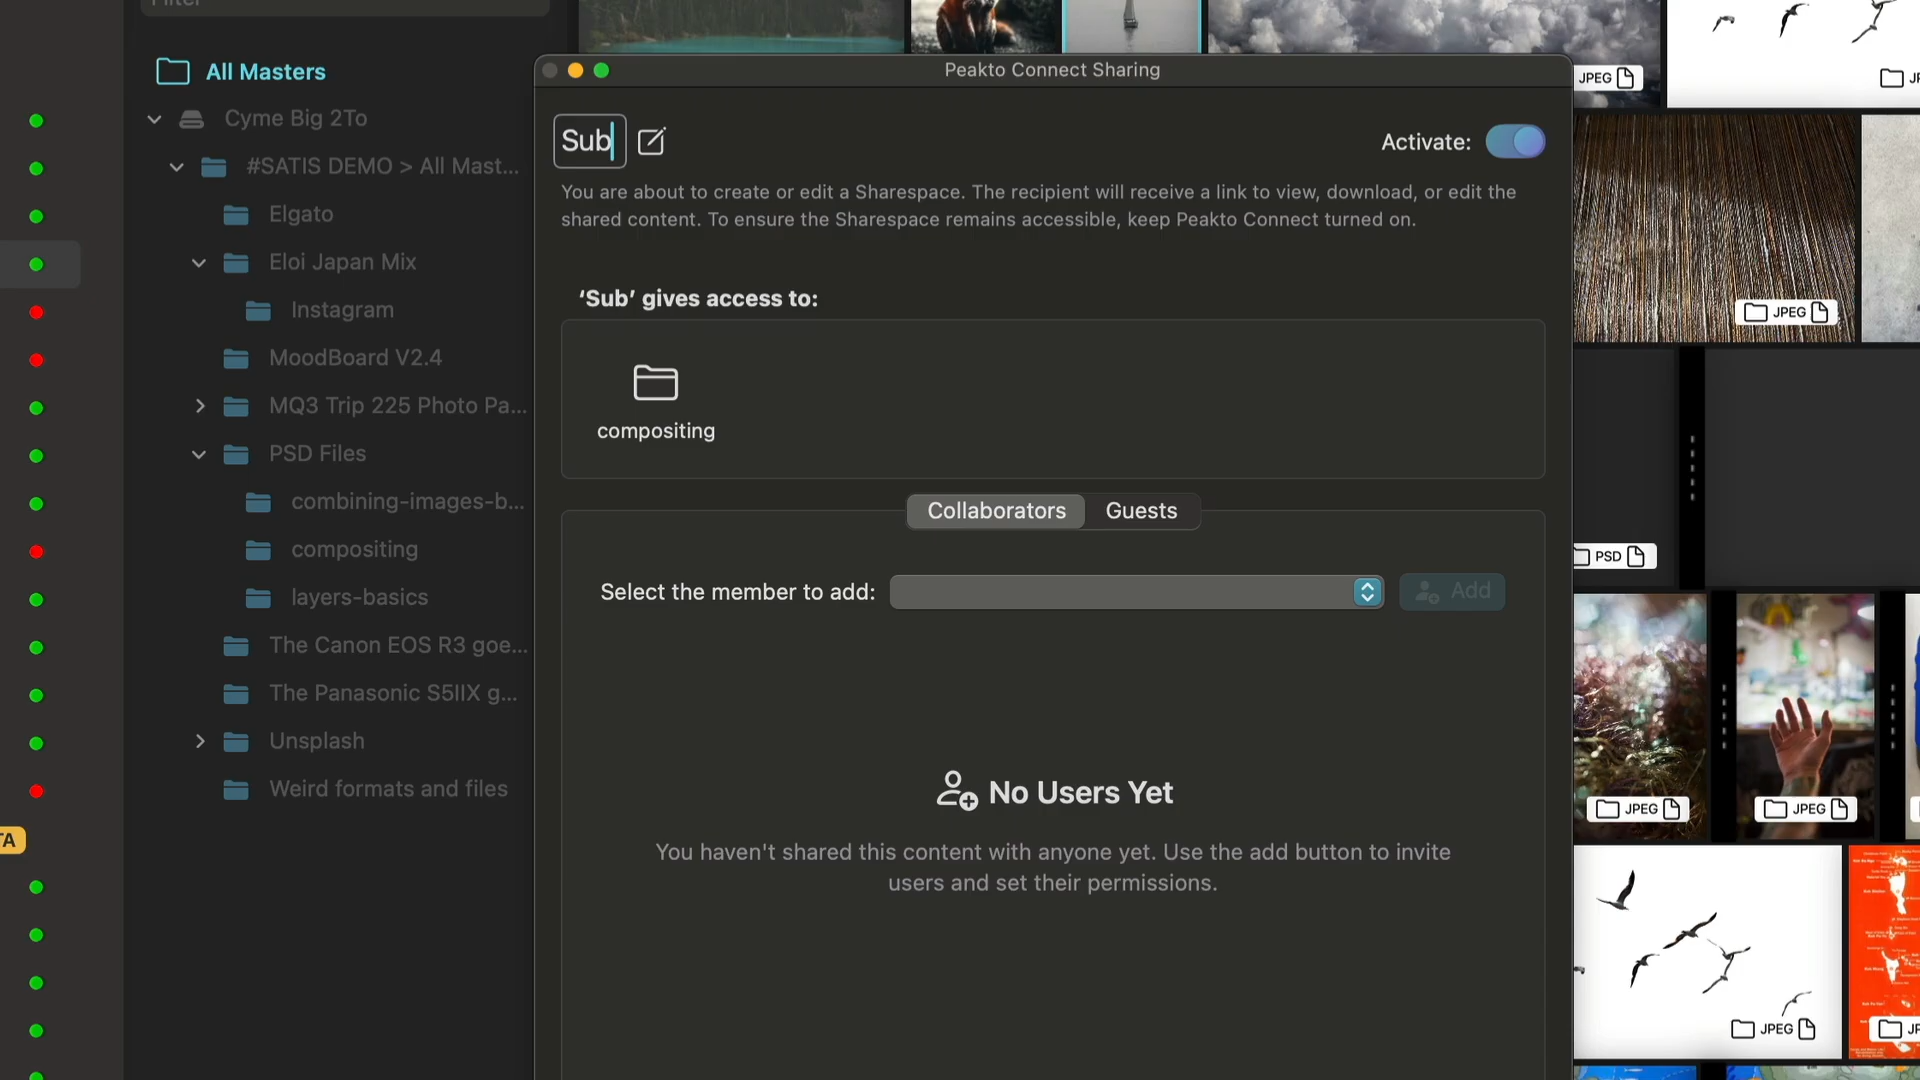 All Masters
Cyme Big 2To
#SATIS DEMO > All Mast...
Elgato
Eloi Japan Mix
Instagram
MoodBoard V2.4
MQ3 Trip 225 Photo Pa...
PSD Files
combining-images-b...
compositing
layers-basics
The Canon EOS R3 goe...
The Panasonic S5IIX g...
Unsplash
Weird formats and files
TA
Peakto Connect Sharing
Sub
Activate:
You are about to create or edit a Sharespace. The recipient will receive a link to view, download, or edit the
shared content. To ensure the Sharespace remains accessible, keep Peakto Connect turned on.
‘Sub’ gives access to:
compositing
Collaborators
Guests
Select the member to add:
Add
No Users Yet
You haven't shared this content with anyone yet. Use the add button to invite
users and set their permissions.
JPEG
JPEG
PSD
JPEG
JPEG
JPEG